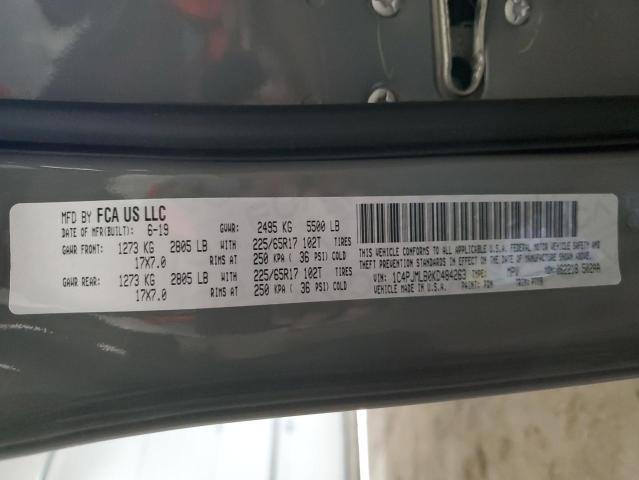 MFD BY FCA US LLC
DATE OF MFR(BUILT): 6-19 GVWR: 2495 KG 5500 LB
GAWR FRONT: 1273 KG 2805 LB WITH 225/65R17 102T TIRES
17X7.0 RIMS AT 250 KPA ( 36 PSI) COLD
GAWR REAR: 1273 KG 2805 LB WITH 225/65R17 102T TIRES
17X7.0 RIMS AT 250 KPA ( 36 PSI) COLD
THIS VEHICLE CONFORMS TO ALL APPLICABLE U.S.A. FEDERAL MOTOR VEHICLE SAFETY AND
THEFT PREVENTION STANDARDS IN EFFECT ON THE DATE OF MANUFACTURE SHOWN ABOVE.
VIN: 1C4PJMLB0KD484263 TYPE: MPV MDH: 502AA
VEHICLE MADE IN U.S.A. PAINT: TRIM: